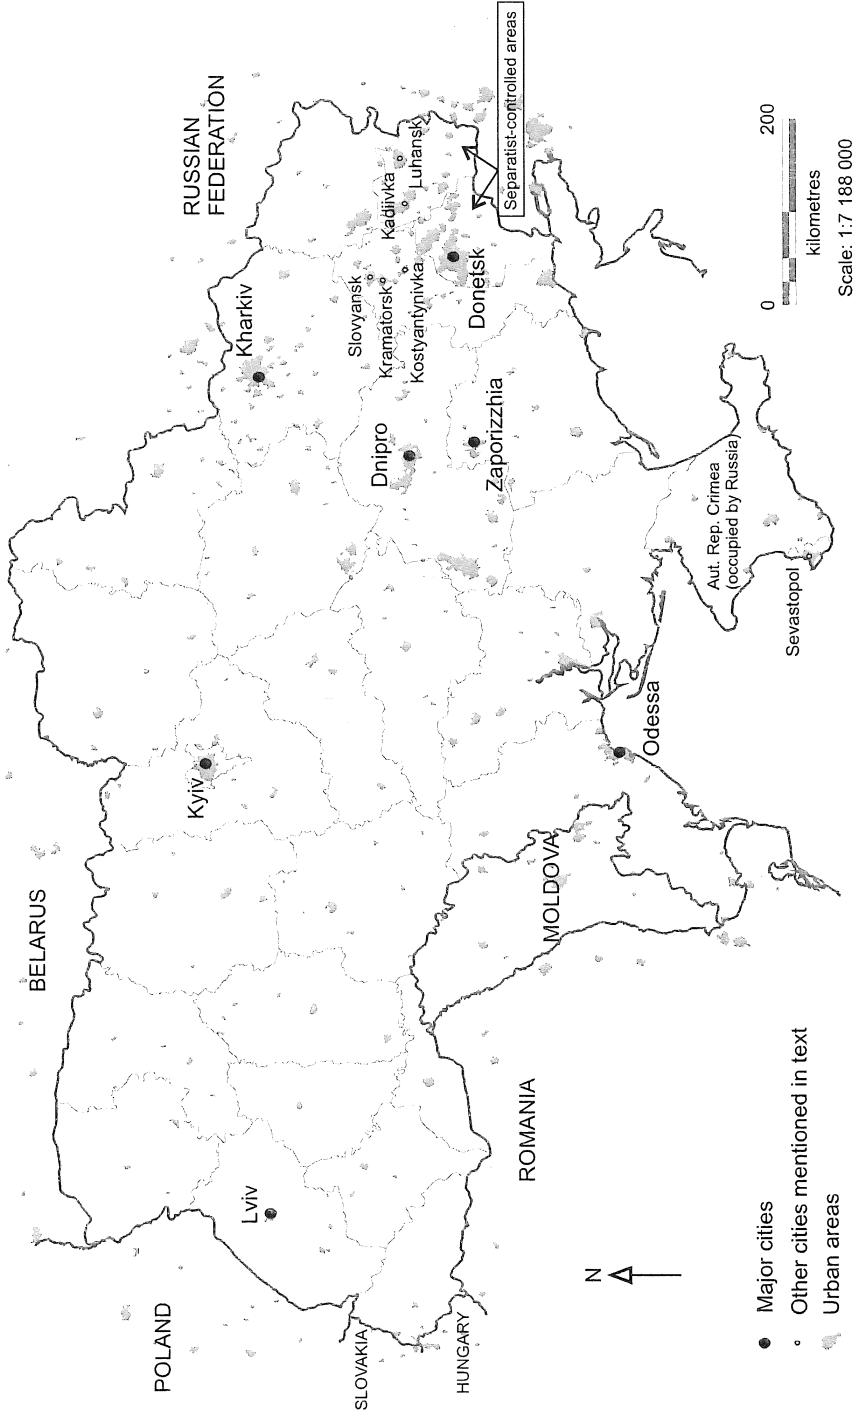 BELARUS
RUSSIAN
FEDERATION
POLAND
Kyiv
Kharkiv
Lviv
SLOVAKIA
HUNGARY
ROMANIA
MOLDOVA
Dnipro
Zaporizzhia
Slovyansk
Kramatorsk
Kostyantynivka
Kadiivka
Luhansk
Donetsk
Separatist-controlled areas
Odessa
Aut. Rep. Crimea
(occupied by Russia)
Sevastopol
N
Major cities
Other cities mentioned in text
Urban areas
0 200
kilometres
Scale: 1:7 188 000